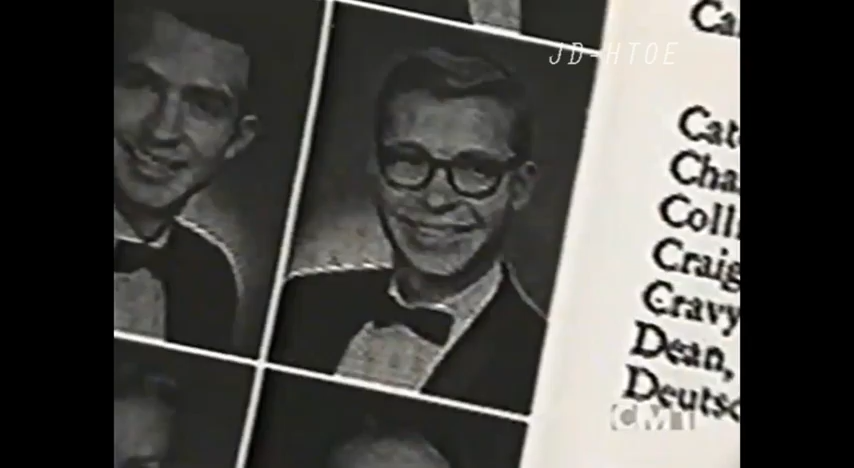 JD-HTOE
Ca
Cat
Cha
Colli
Craig
Cravy
Dean,
Deutsc
CMT